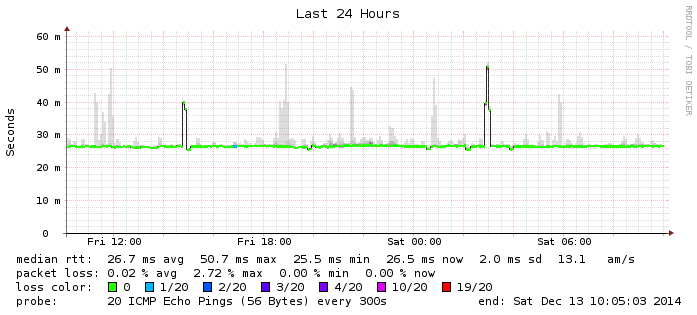 Last 24 Hours
RRDTOOL / TOBI OETIKER
Seconds
60 m
50 m
40 m
30 m
20 m
10 m
0
Fri 12:00 Fri 18:00 Sat 00:00 Sat 06:00
median rtt: 26.7 ms avg 50.7 ms max 25.5 ms min 26.5 ms now 2.0 ms sd 13.1 am/s
packet loss: 0.02 % avg 2.72 % max 0.00 % min 0.00 % now
loss color: 0 1/20 2/20 3/20 4/20 10/20 19/20
probe: 20 ICMP Echo Pings (56 Bytes) every 300s end: Sat Dec 13 10:05:03 2014